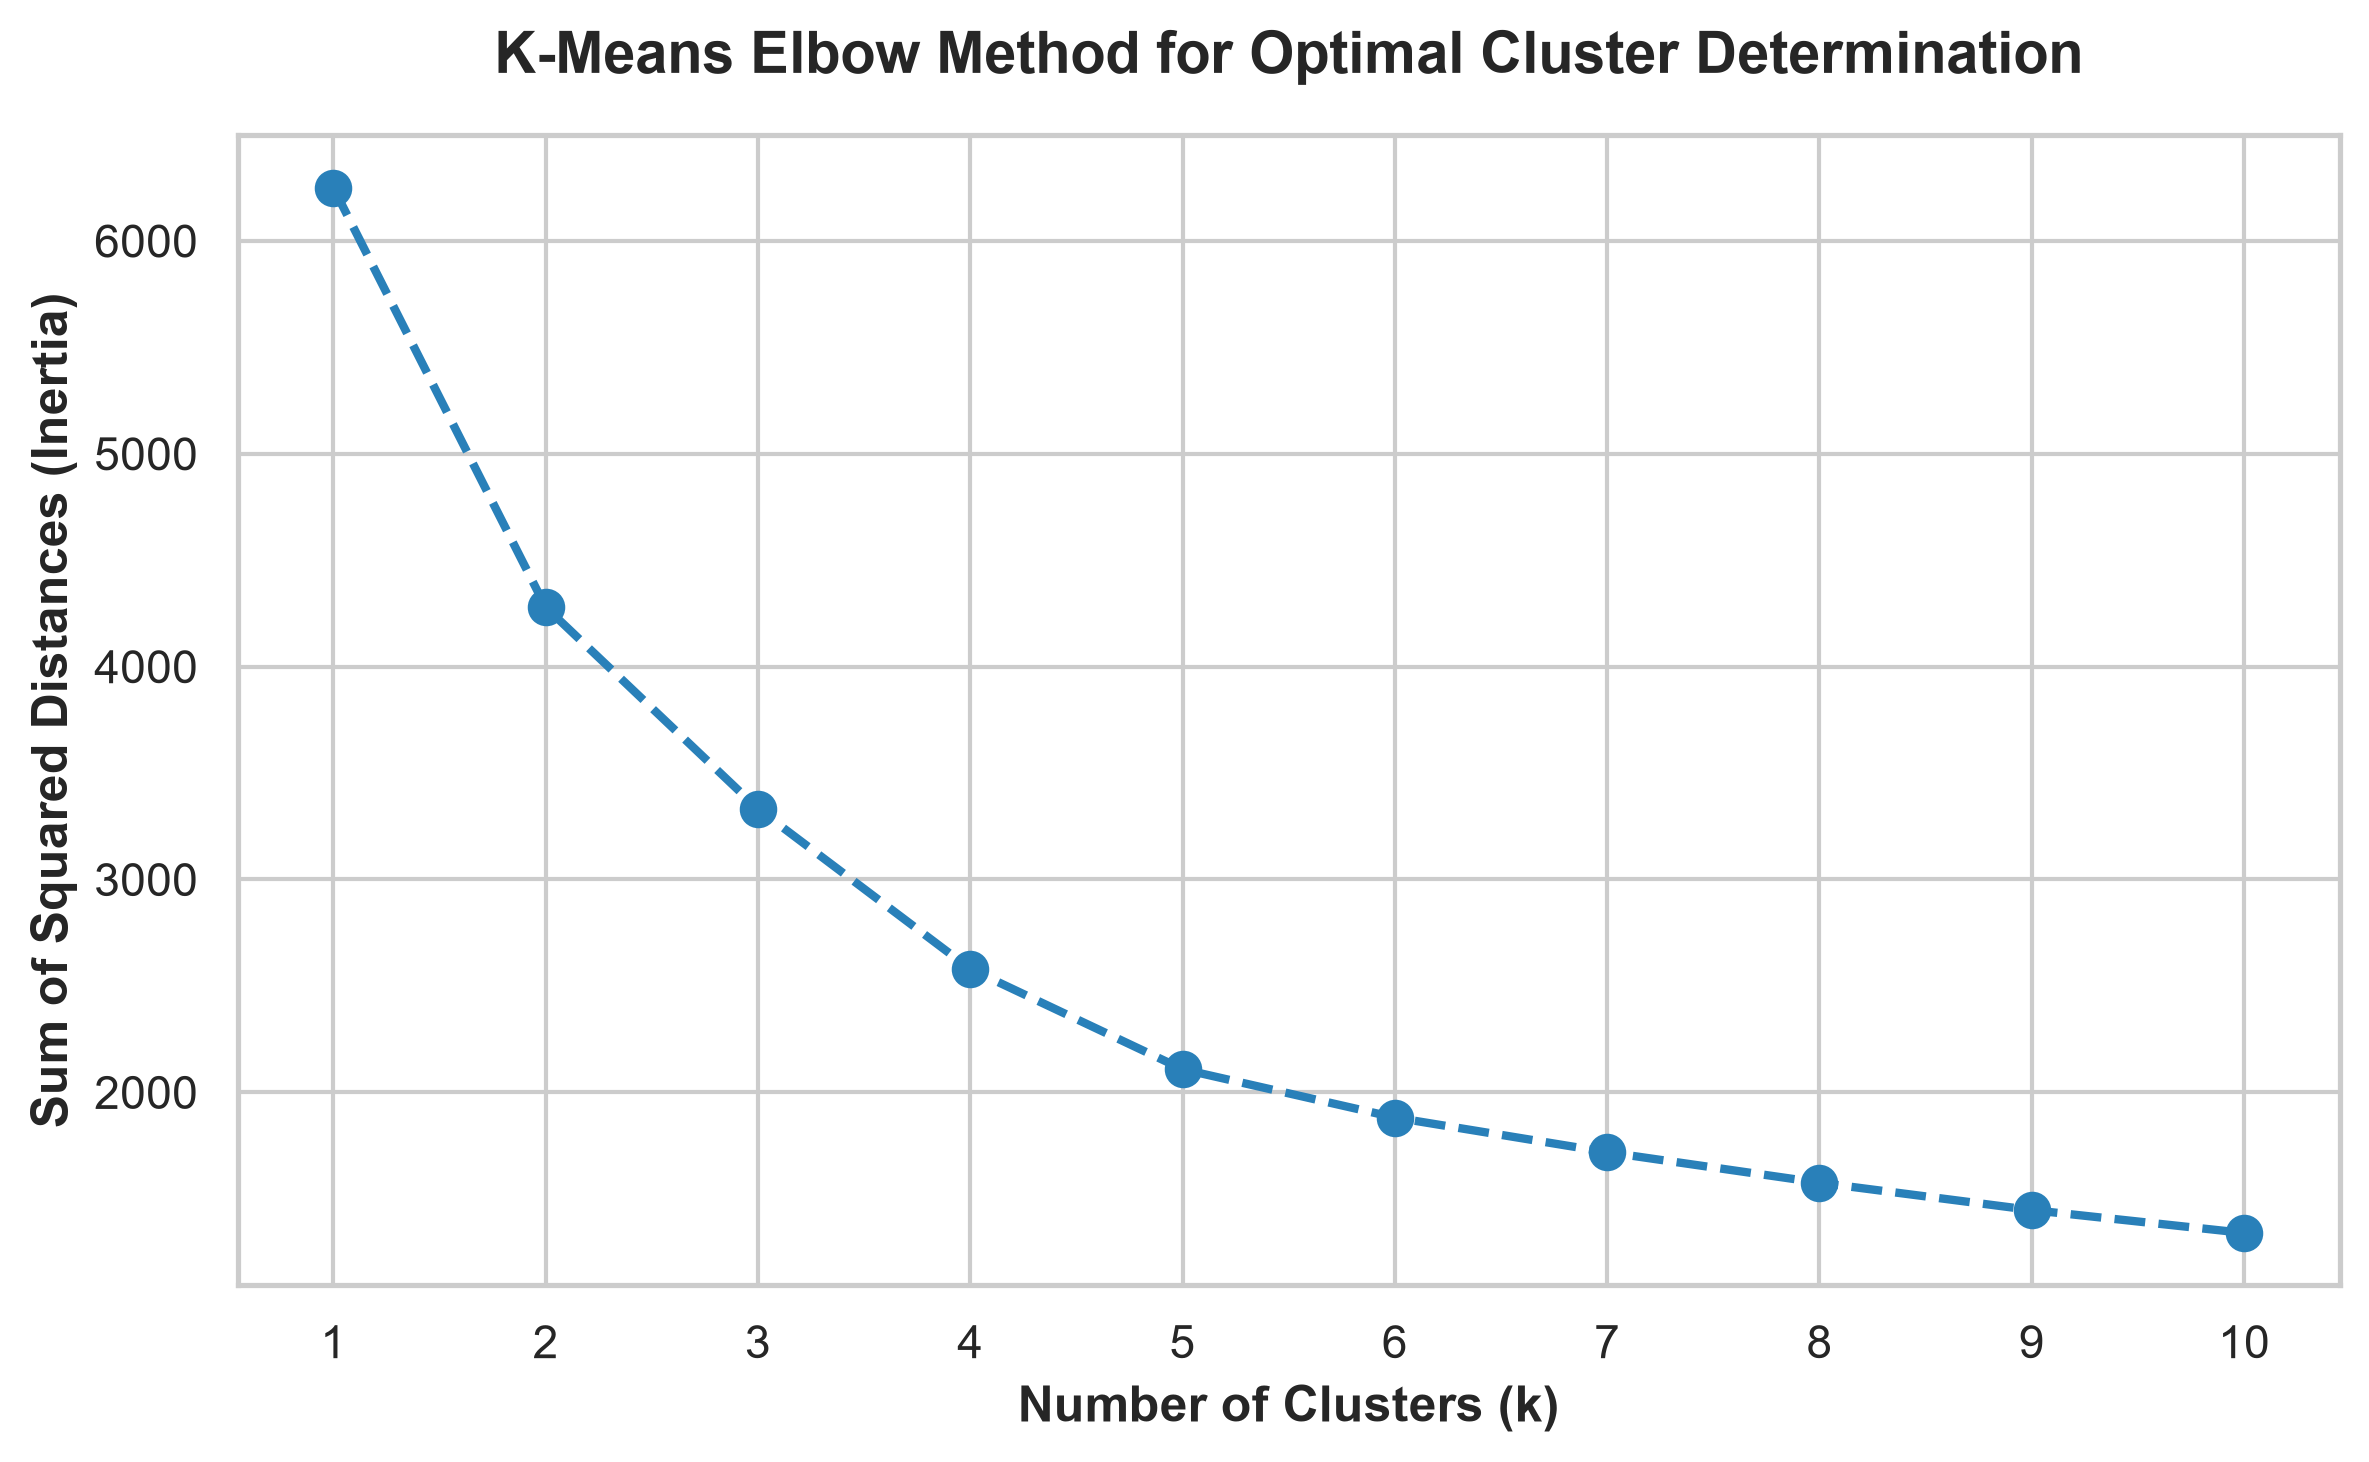 K-Means Elbow Method for Optimal Cluster Determination
Sum of Squared Distances (Inertia)
6000
5000
4000
3000
2000
1 2 3 4 5 6 7 8 9 10
Number of Clusters (k)